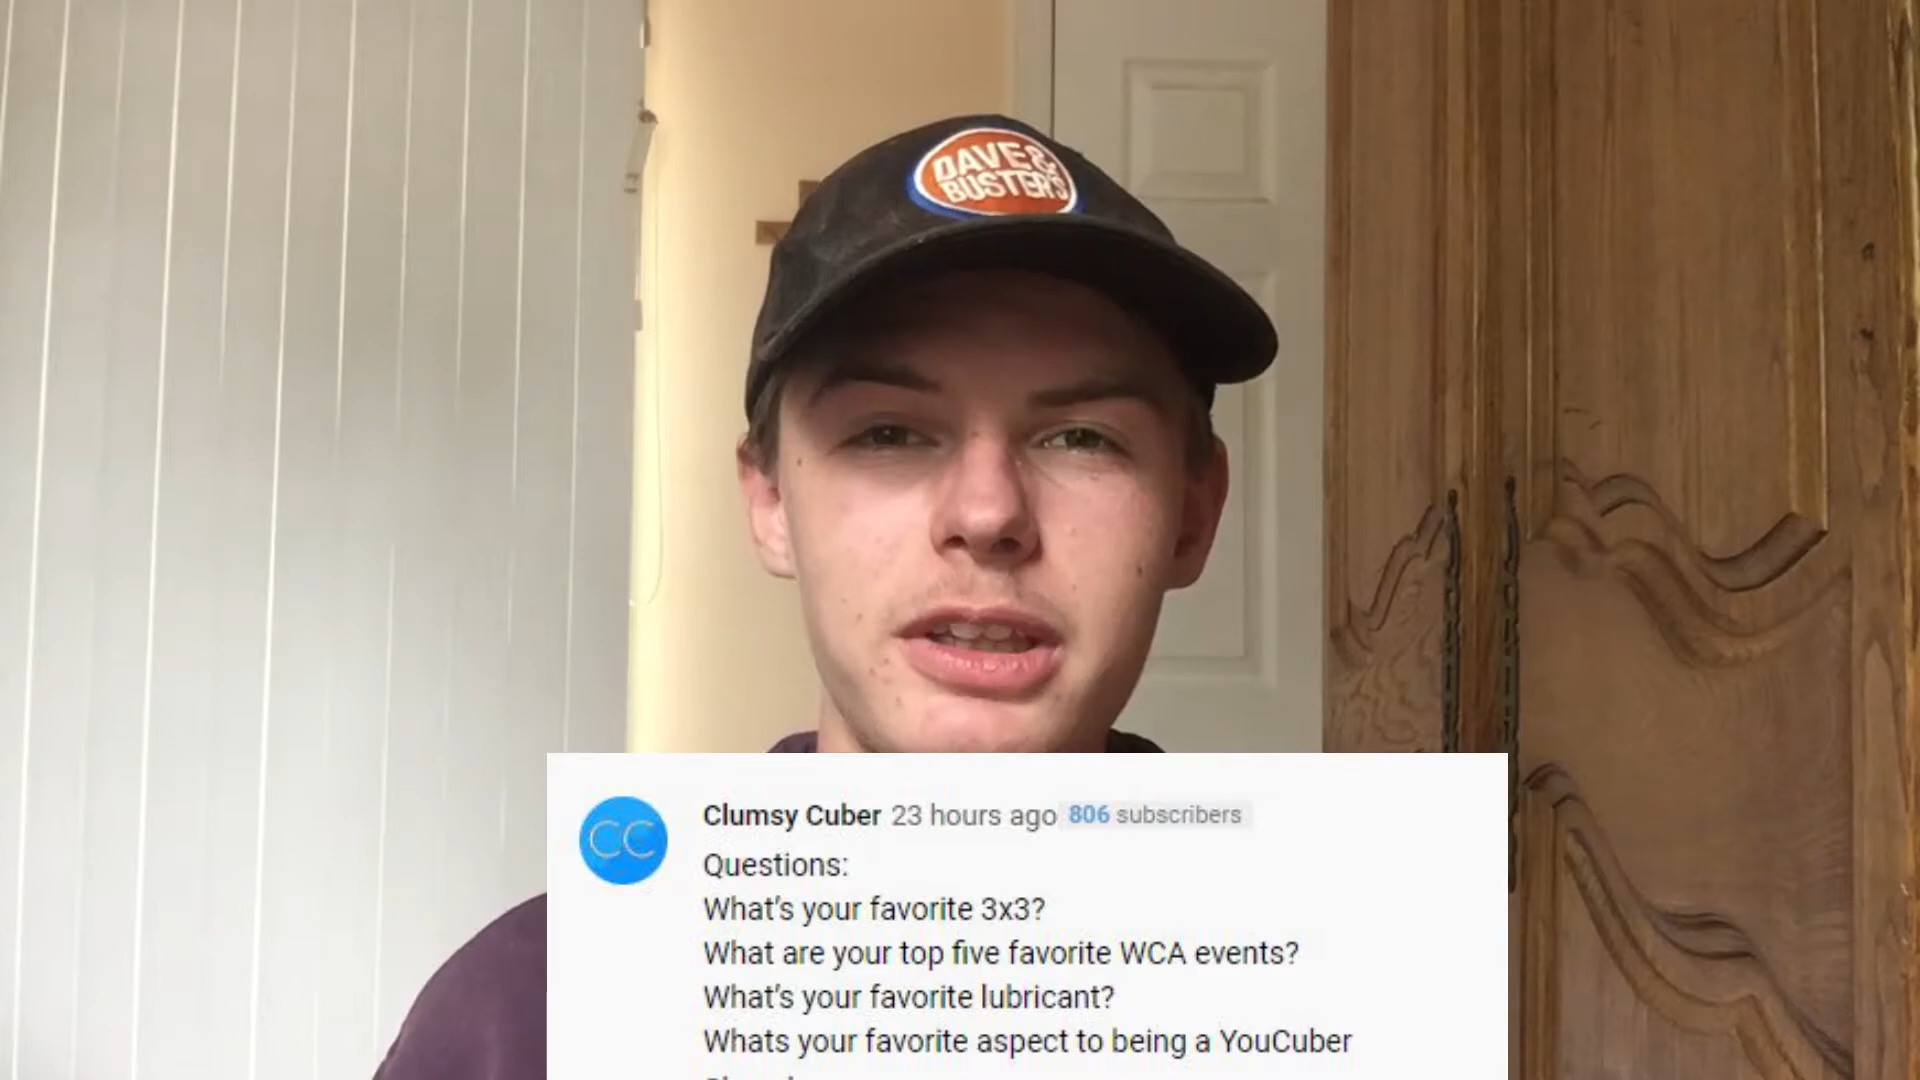 DAVE&
BUSTER'S
CC
Clumsy Cuber 23 hours ago 806 subscribers
Questions:
What's your favorite 3x3?
What are your top five favorite WCA events?
What's your favorite lubricant?
Whats your favorite aspect to being a YouCuber